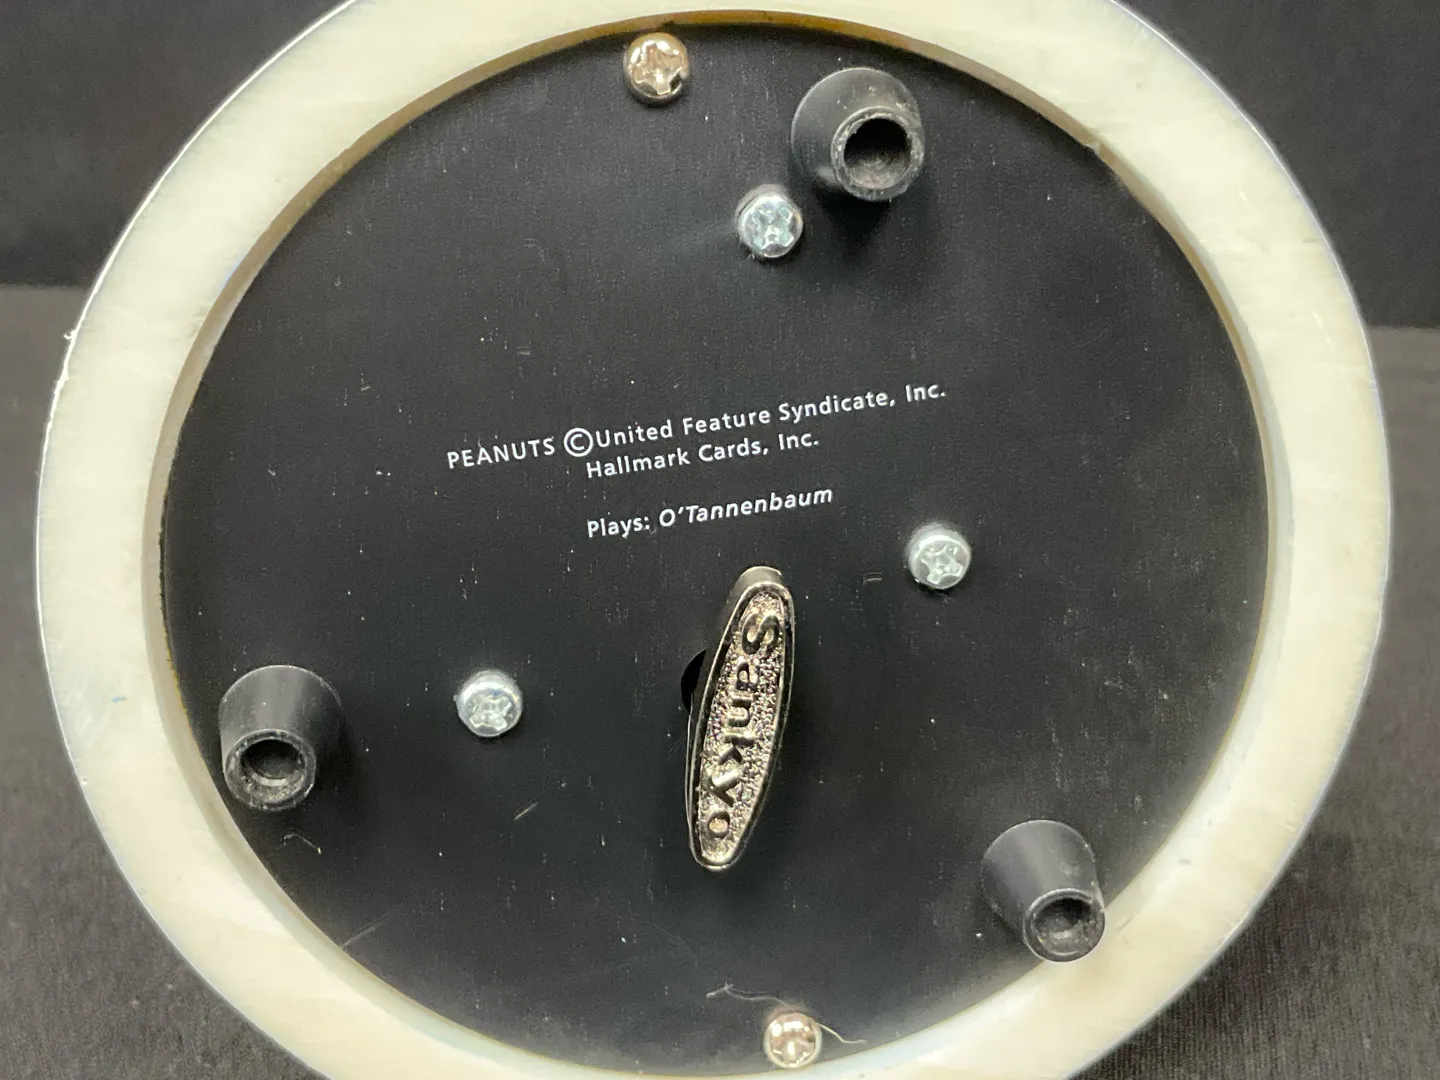 PEANUTS ©United Feature Syndicate, Inc.
Hallmark Cards, Inc.
Plays: O'Tannenbaum
Sankyo